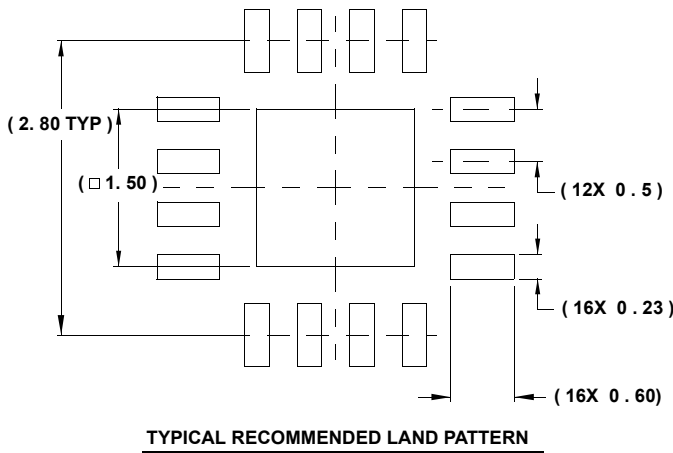 ( 2. 80 TYP )
( □ 1. 50 )
( 12X 0 . 5 )
( 16X 0 . 23 )
( 16X 0 . 60)
TYPICAL RECOMMENDED LAND PATTERN